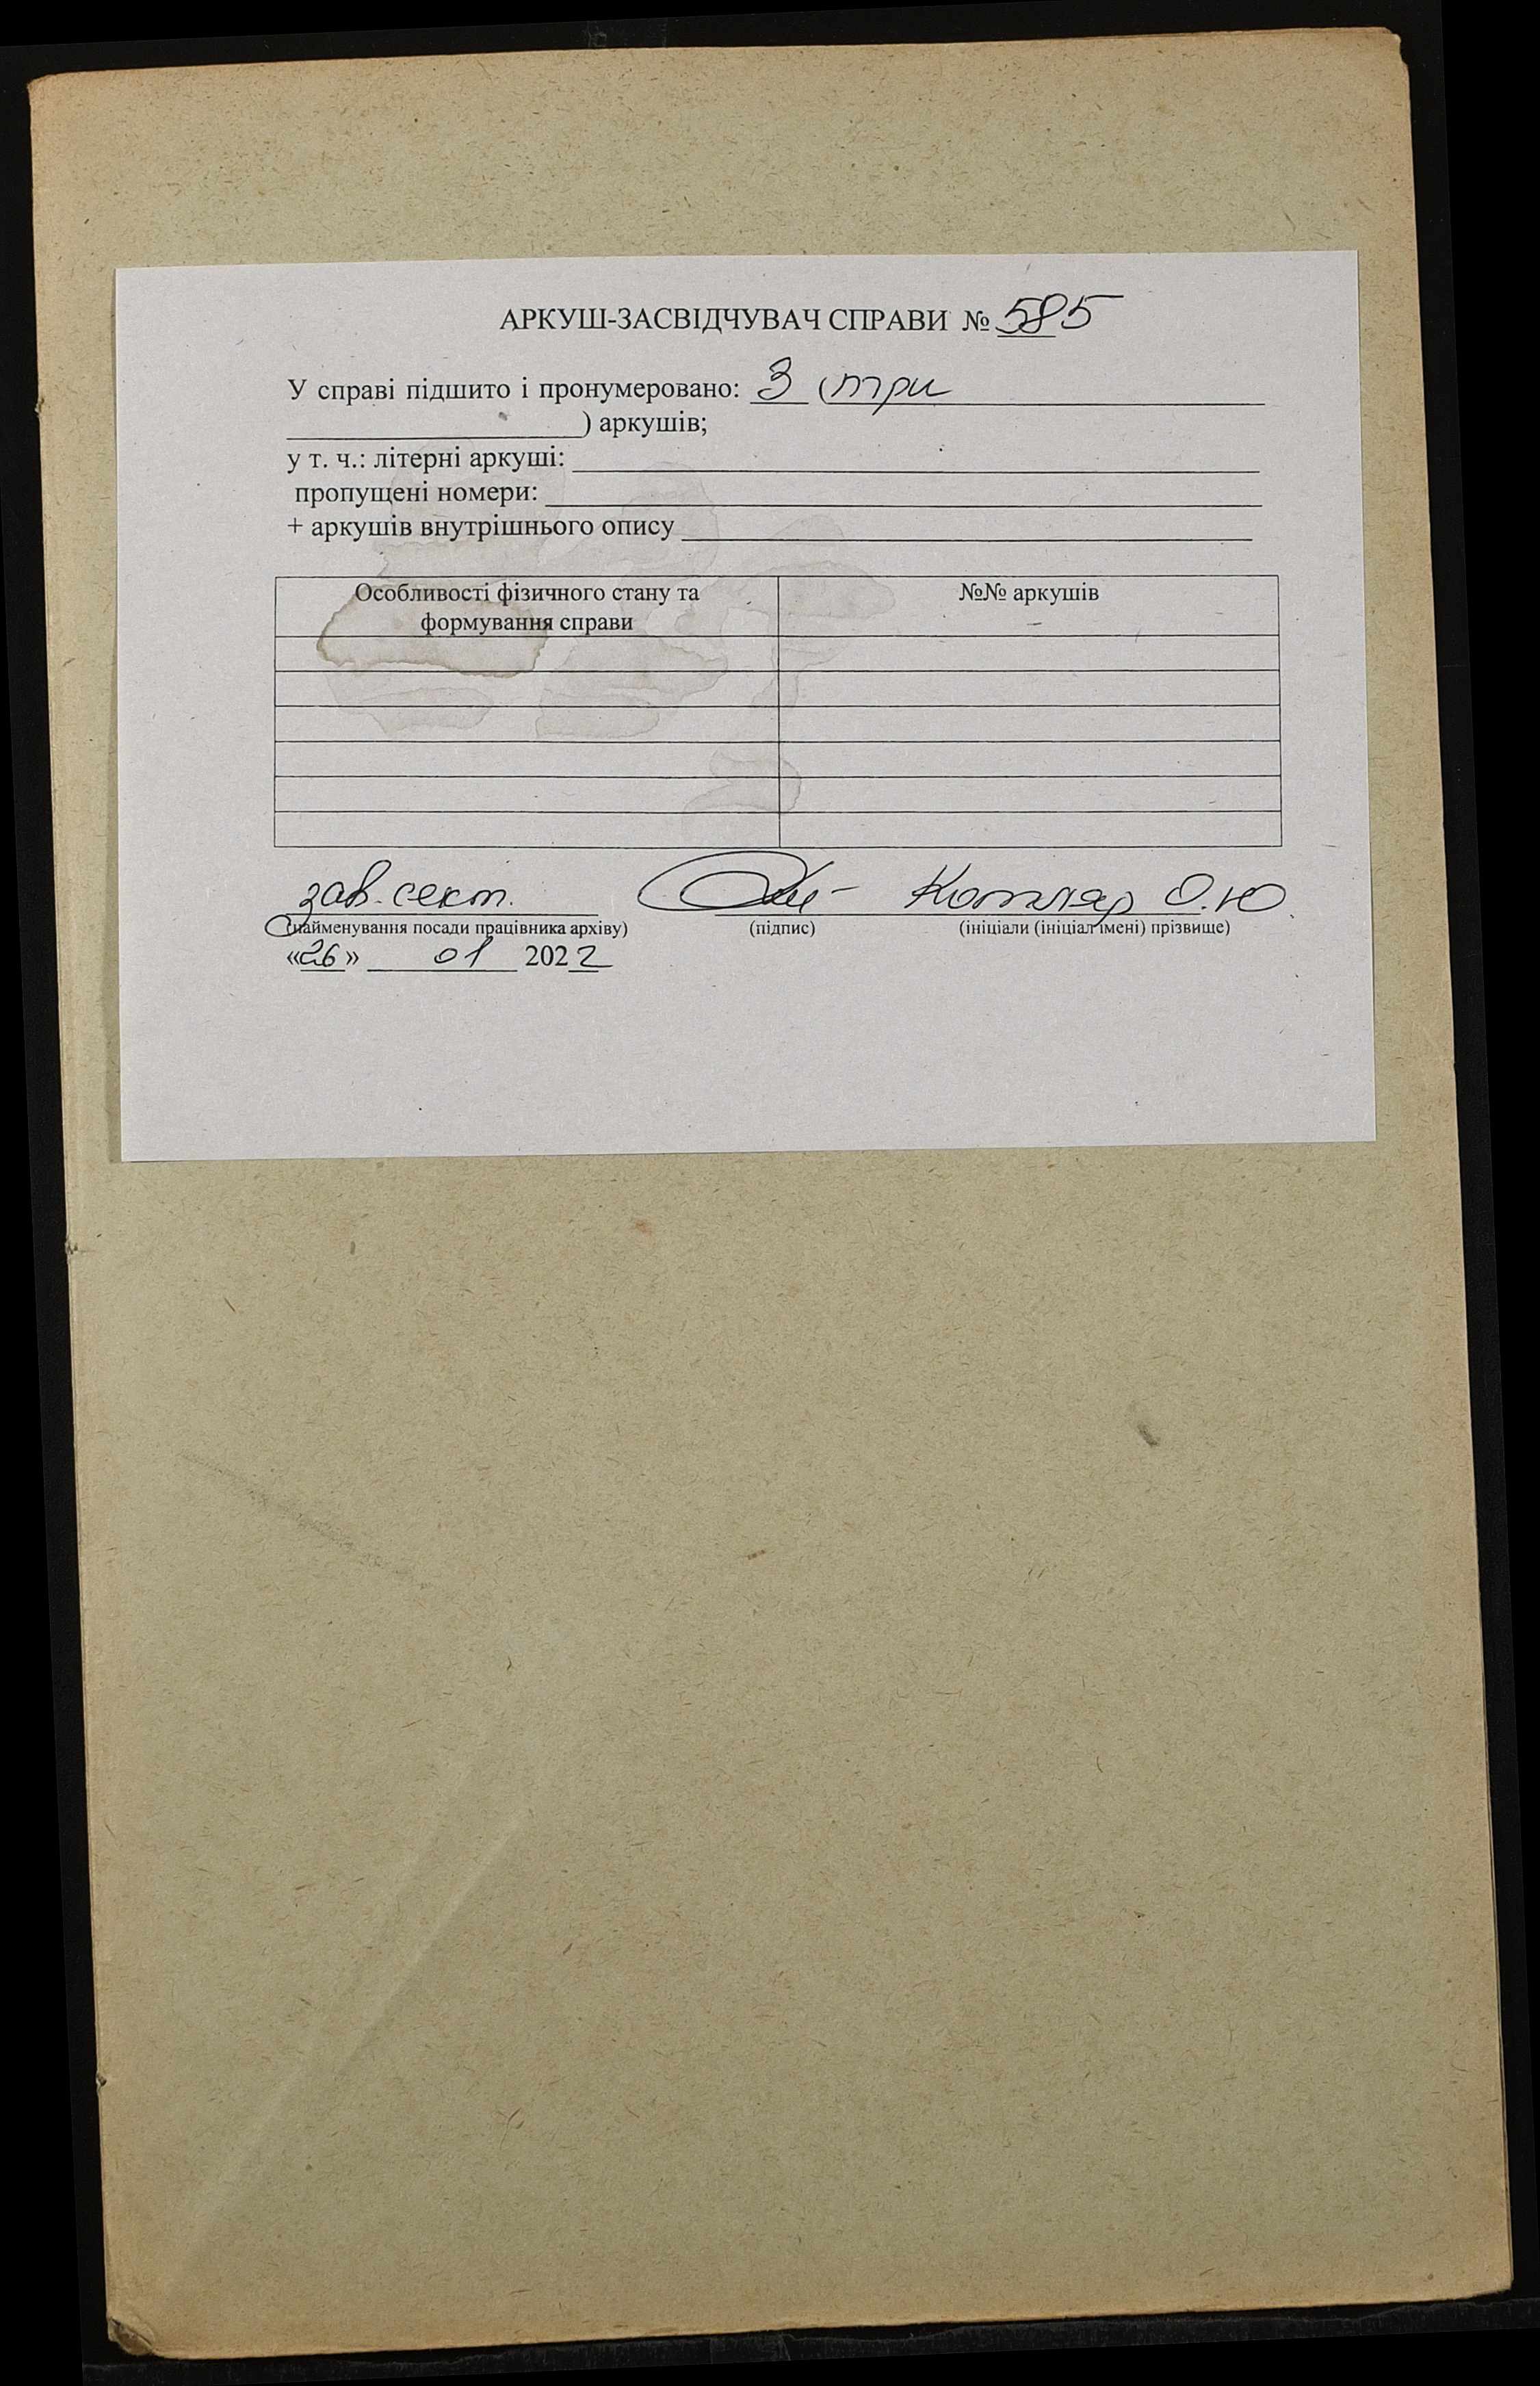 АРКУШ-ЗАСВІДЧУВАЧ СПРАВИ № 585
У справі підшито і пронумеровано: 3 (три
) аркушів;
у т. ч.: літерні аркуші:
пропущені номери:
+ аркушів внутрішнього опису
Особливості фізичного стану та формування справи №№ аркушів
зав. сект. Котляр О.Ю.
(найменування посади працівника архіву) (підпис) (ініціали (ініціал імені) прізвище)
«26» 01 2022